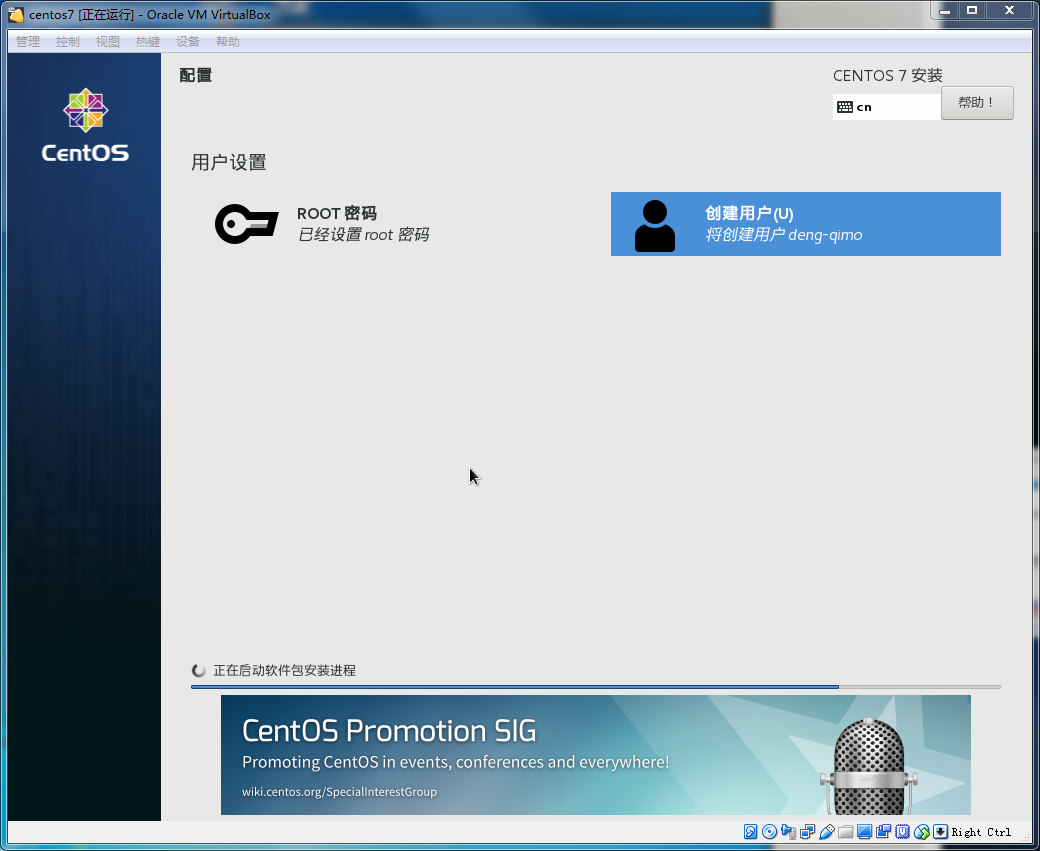 centos7 [正在运行] - Oracle VM VirtualBox
管理 控制 视图 热键 设备 帮助
配置
CENTOS 7 安装
cn
帮助！
CentOS
用户设置
ROOT 密码
已经设置 root 密码
创建用户(U)
将创建用户 deng-qimo
正在启动软件包安装进程
CentOS Promotion SIG
Promoting CentOS in events, conferences and everywhere!
wiki.centos.org/SpecialInterestGroup
Right Ctrl